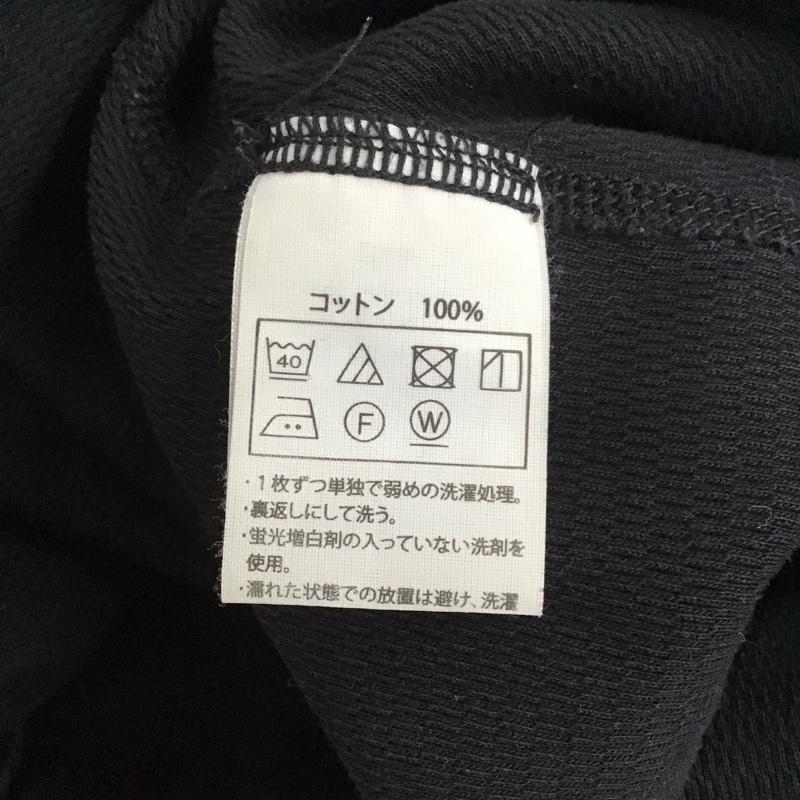 コットン 100%
40
F W
・1枚ずつ単独で弱めの洗濯処理。
・裏返しにして洗う。
・蛍光増白剤の入っていない洗剤を
使用。
・濡れた状態での放置は避け、洗濯